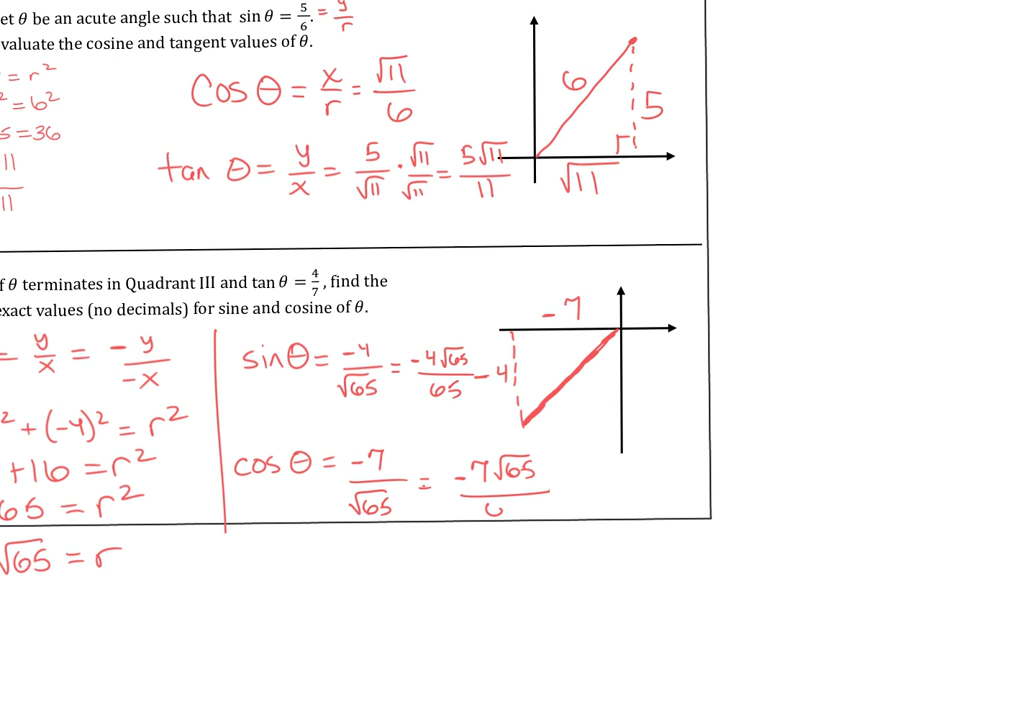 et θ be an acute angle such that sin θ = 5/6. = y/r
valuate the cosine and tangent values of θ.
= r²
² = 6²
5 = 36
11
11
cos θ = x/r = √11/6
tan θ = y/x = 5/√11 · √11/√11 = 5√11/11
6
5
√11
f θ terminates in Quadrant III and tan θ = 4/7, find the
exact values (no decimals) for sine and cosine of θ.
= y/x = -y/-x
² + (-4)² = r²
+16 = r²
65 = r²
√65 = r
sin θ = -4/√65 = -4√65/65
cos θ = -7/√65 = -7√65/
-7
-4